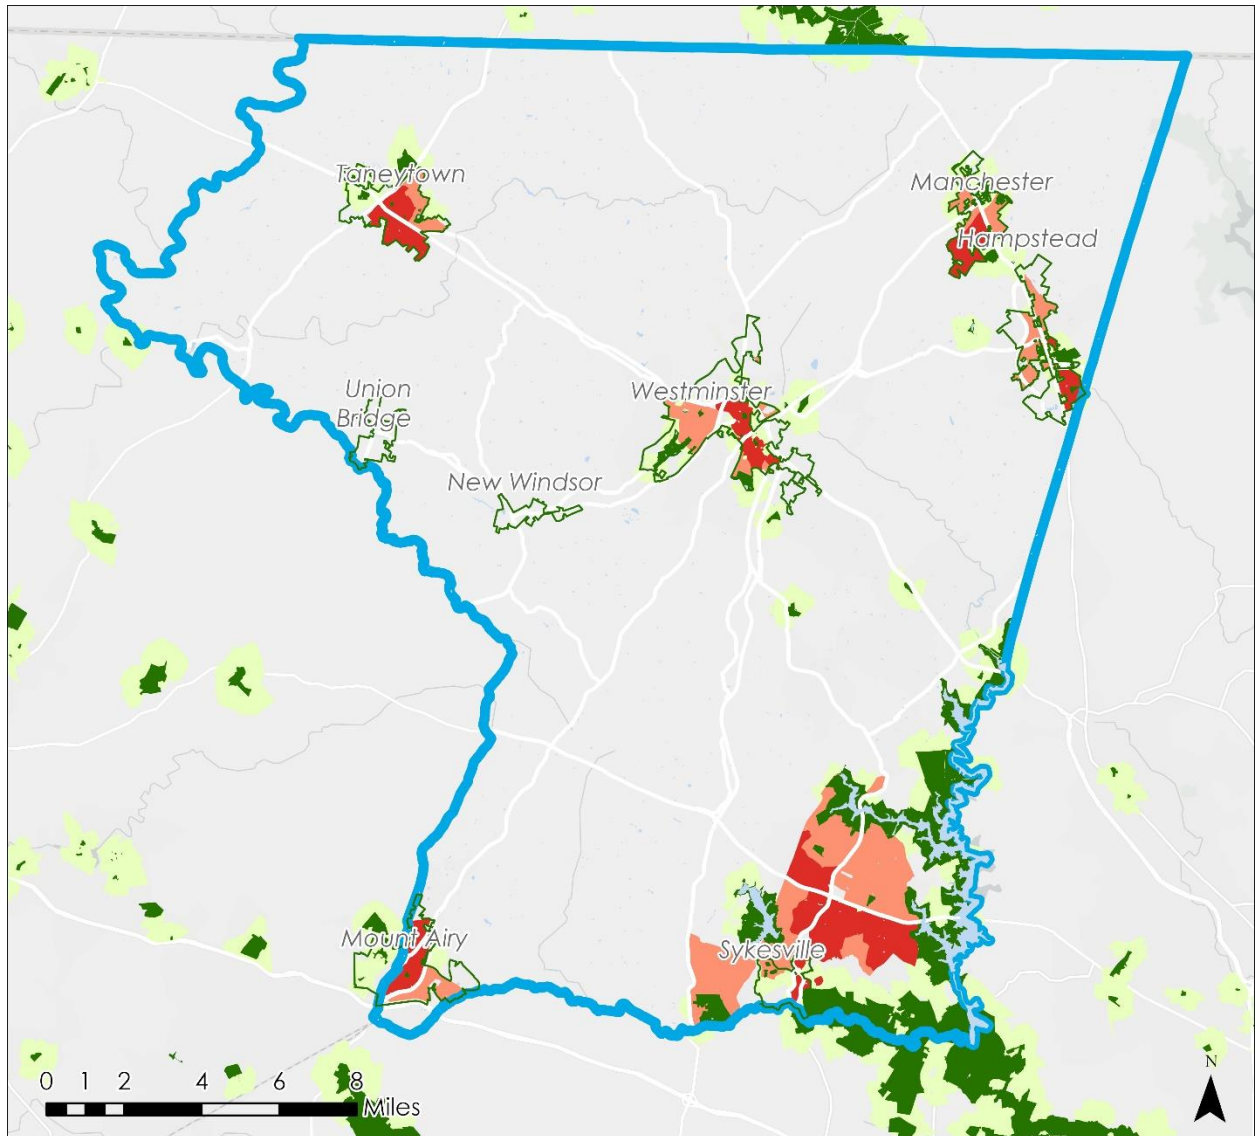 Taneytown
Manchester
Hampstead
Union
Bridge
Westminster
New Windsor
Mount Airy
Sykesville
N
0 1 2 4 6 8
Miles